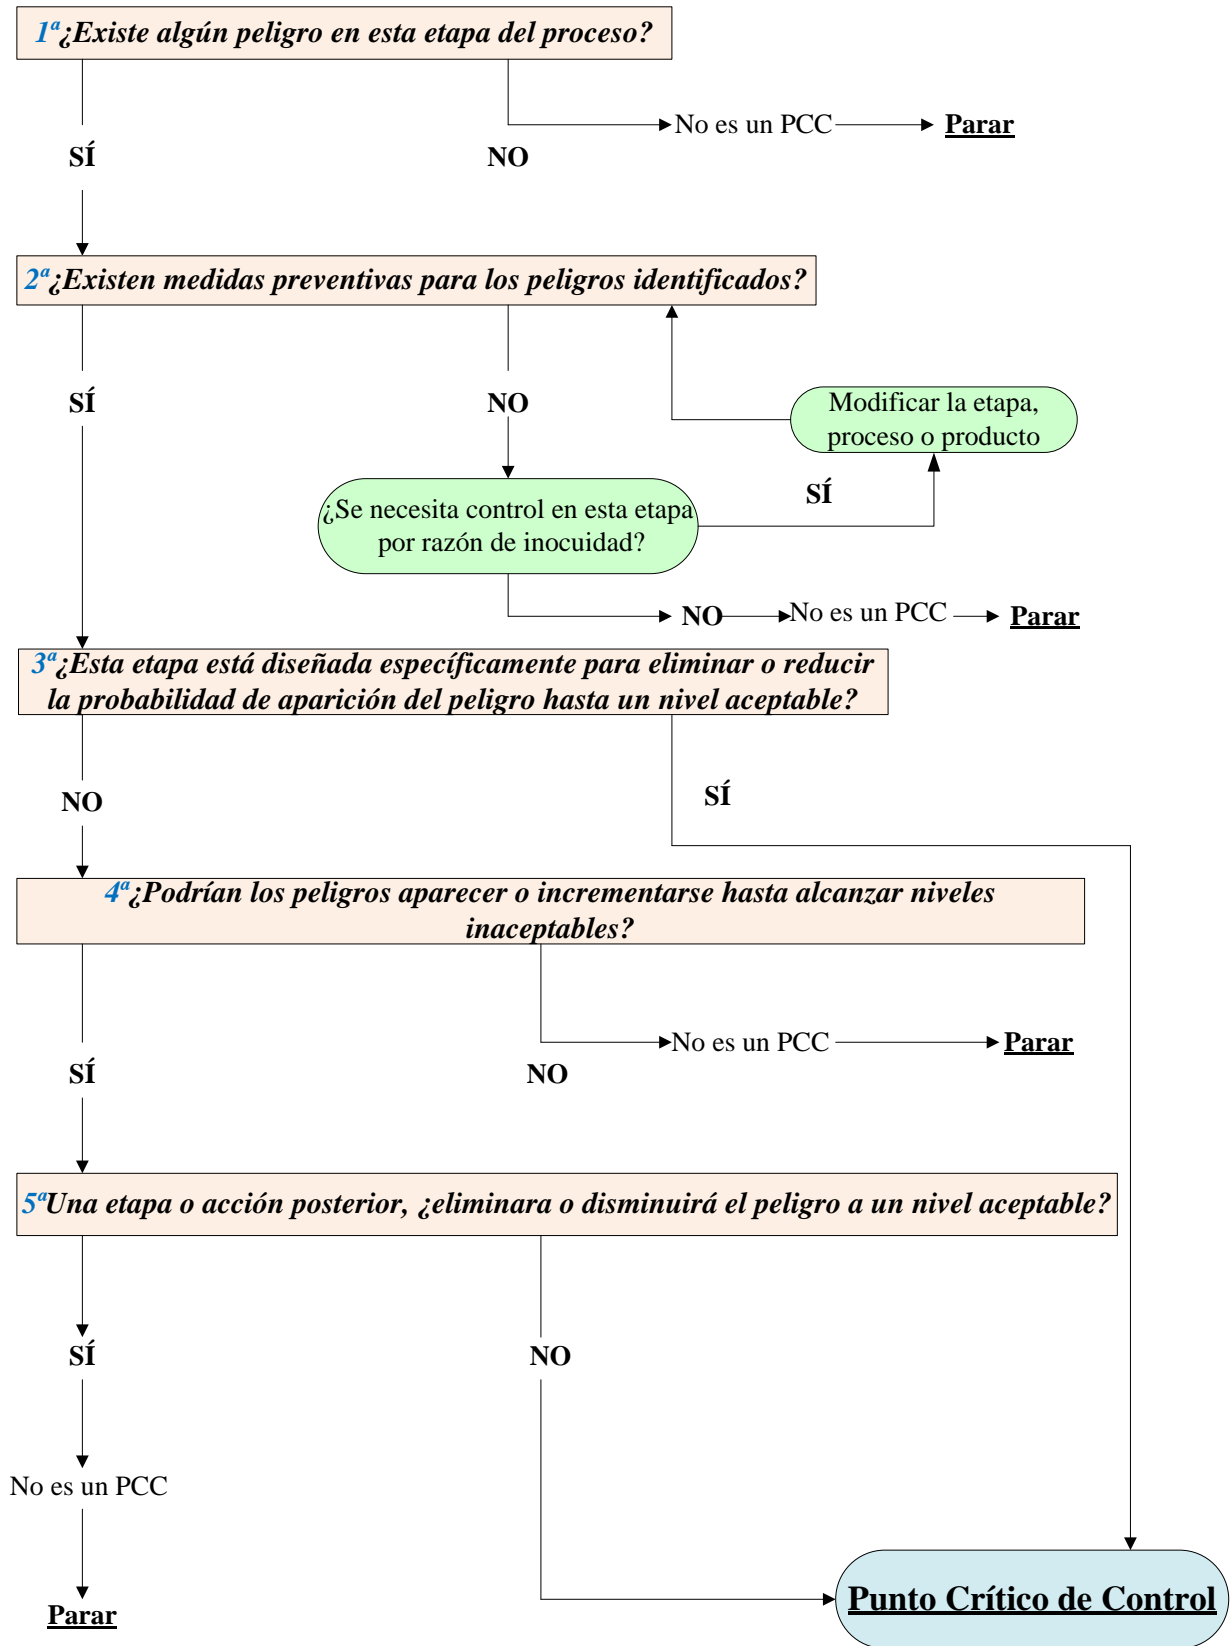 1ª¿Existe algún peligro en esta etapa del proceso?
No es un PCC
Parar
SÍ
NO
2ª¿Existen medidas preventivas para los peligros identificados?
SÍ
NO
Modificar la etapa,
proceso o producto
¿Se necesita control en esta etapa
por razón de inocuidad?
SÍ
NO
No es un PCC
Parar
3ª¿Esta etapa está diseñada específicamente para eliminar o reducir
la probabilidad de aparición del peligro hasta un nivel aceptable?
NO
SÍ
4ª¿Podrían los peligros aparecer o incrementarse hasta alcanzar niveles
inaceptables?
No es un PCC
Parar
SÍ
NO
5ªUna etapa o acción posterior, ¿eliminara o disminuirá el peligro a un nivel aceptable?
SÍ
NO
No es un PCC
Parar
Punto Crítico de Control